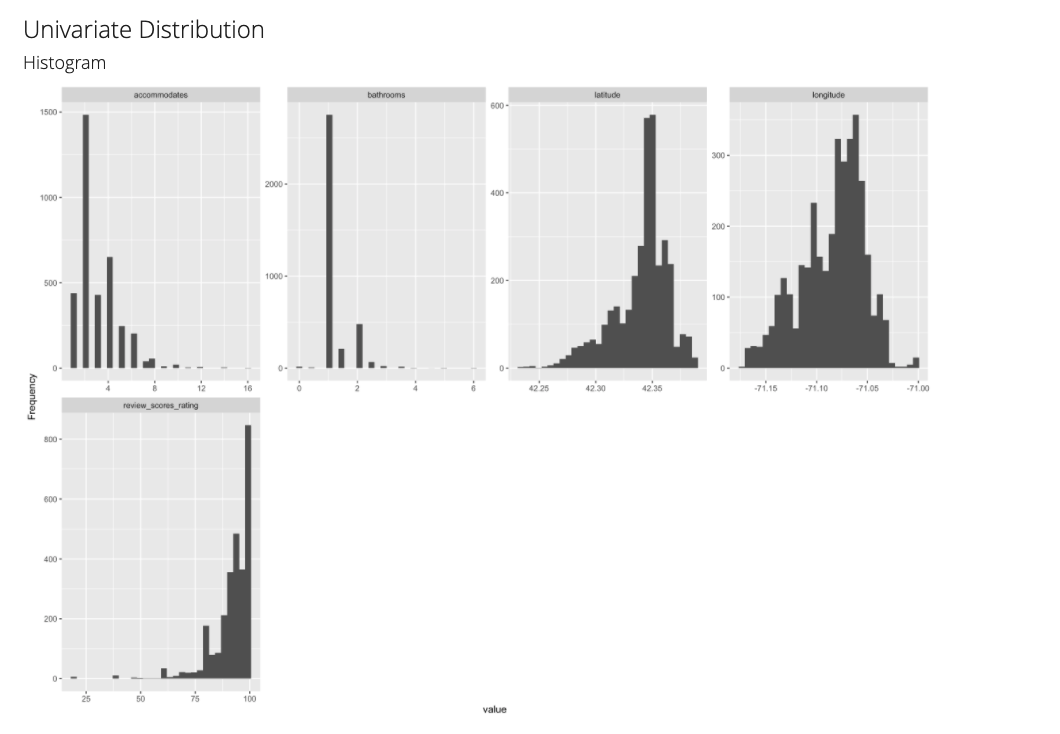 Univariate Distribution
Histogram
accommodates
bathrooms
latitude
longitude
1500
1000
500
0
4 8 12 16
2000
1000
0
0 2 4 6
600
400
200
0
42.25 42.30 42.35
300
200
100
0
-71.15 -71.10 -71.05 -71.00
Frequency
review_scores_rating
800
600
400
200
0
25 50 75 100
value